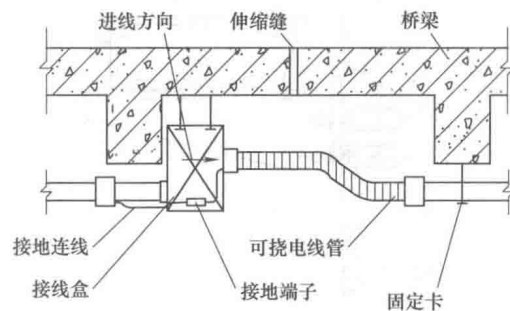 进线方向
伸缩缝
桥梁
接地连线
接线盒
接地端子
可挠电线管
固定卡